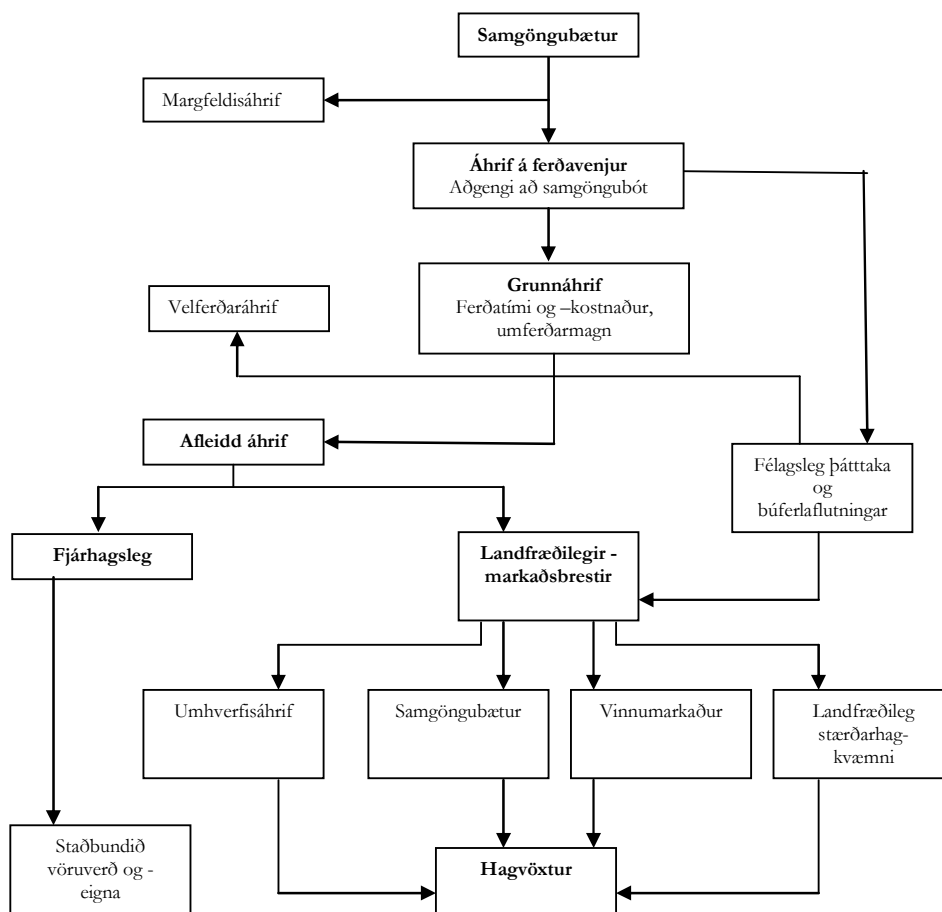 Samgöngubætur
Margfeldisáhrif
Áhrif á ferðavenjur
Aðgengi að samgöngubót
Grunnáhrif
Ferðatími og –kostnaður,
umferðarmagn
Velferðaráhrif
Afleidd áhrif
Félagsleg þátttaka
og
búferlaflutningar
Fjárhagsleg
Landfræðilegir -
markaðsbrestir
Umhverfisáhrif
Samgöngubætur
Vinnumarkaður
Landfræðileg
stærðarhag-
kvæmni
Staðbundið
vöruverð og -
eigna
Hagvöxtur